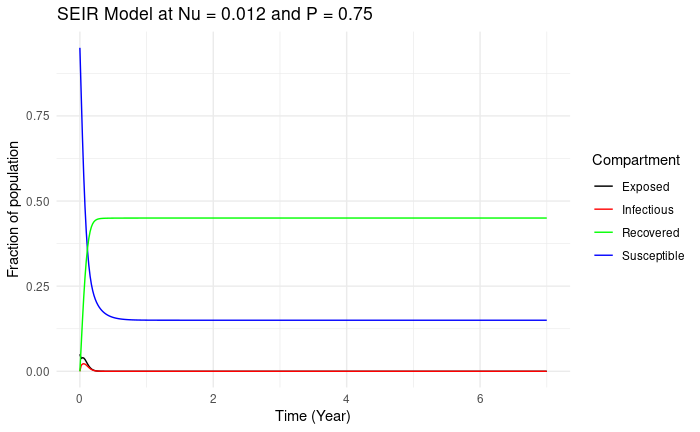 SEIR Model at Nu = 0.012 and P = 0.75
Fraction of population
0.75
0.50
0.25
0.00
0
2
4
6
Time (Year)
Compartment
Exposed
Infectious
Recovered
Susceptible